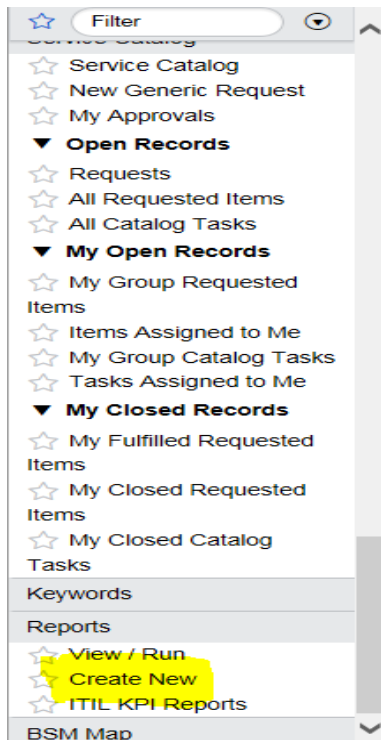 Filter
Service Catalog
Service Catalog
New Generic Request
My Approvals
Open Records
Requests
All Requested Items
All Catalog Tasks
My Open Records
My Group Requested
Items
Items Assigned to Me
My Group Catalog Tasks
Tasks Assigned to Me
My Closed Records
My Fulfilled Requested
Items
My Closed Requested
Items
My Closed Catalog
Tasks
Keywords
Reports
View / Run
Create New
ITIL KPI Reports
BSM Map